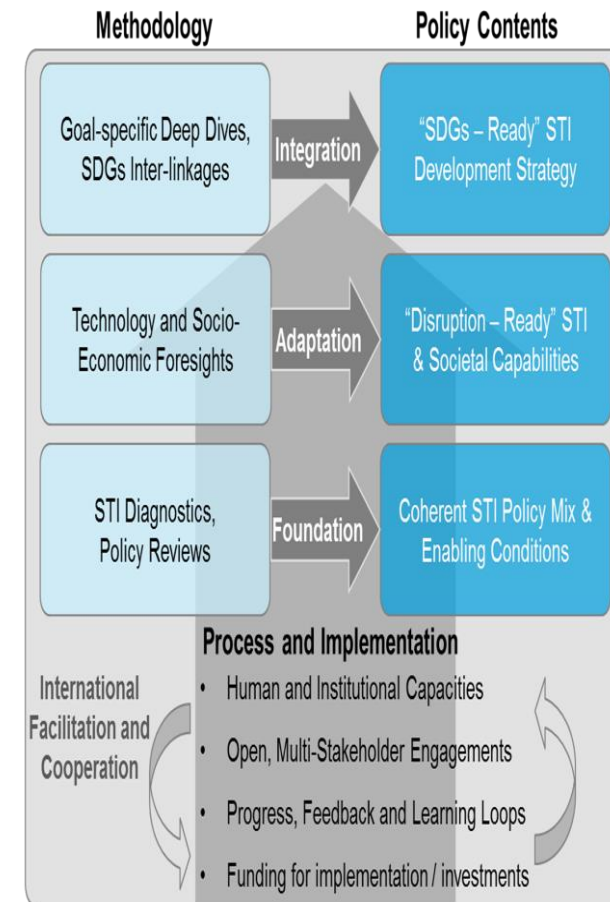 Methodology
Policy Contents
Goal-specific Deep Dives,
SDGs Inter-linkages
Integration
“SDGs – Ready” STI
Development Strategy
Technology and Socio-
Economic Foresights
Adaptation
“Disruption – Ready” STI
& Societal Capabilities
STI Diagnostics,
Policy Reviews
Foundation
Coherent STI Policy Mix &
Enabling Conditions
Process and Implementation
International
Facilitation and
Cooperation
• Human and Institutional Capacities
• Open, Multi-Stakeholder Engagements
• Progress, Feedback and Learning Loops
• Funding for implementation / investments